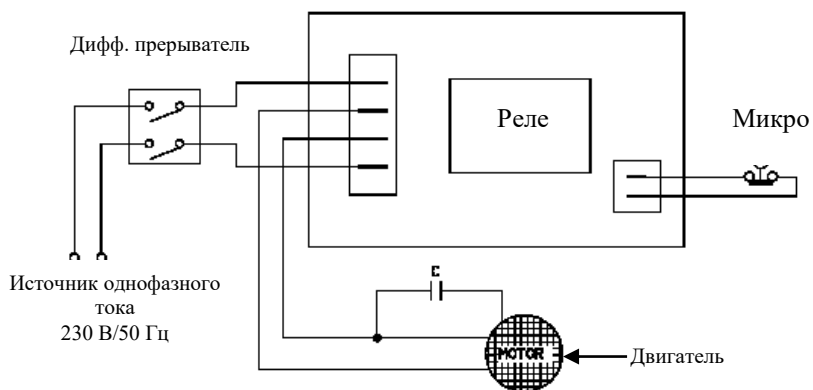 Дифф. прерыватель
Реле
Микро
Источник однофазного
тока
230 В/50 Гц
C
MOTOR
Двигатель